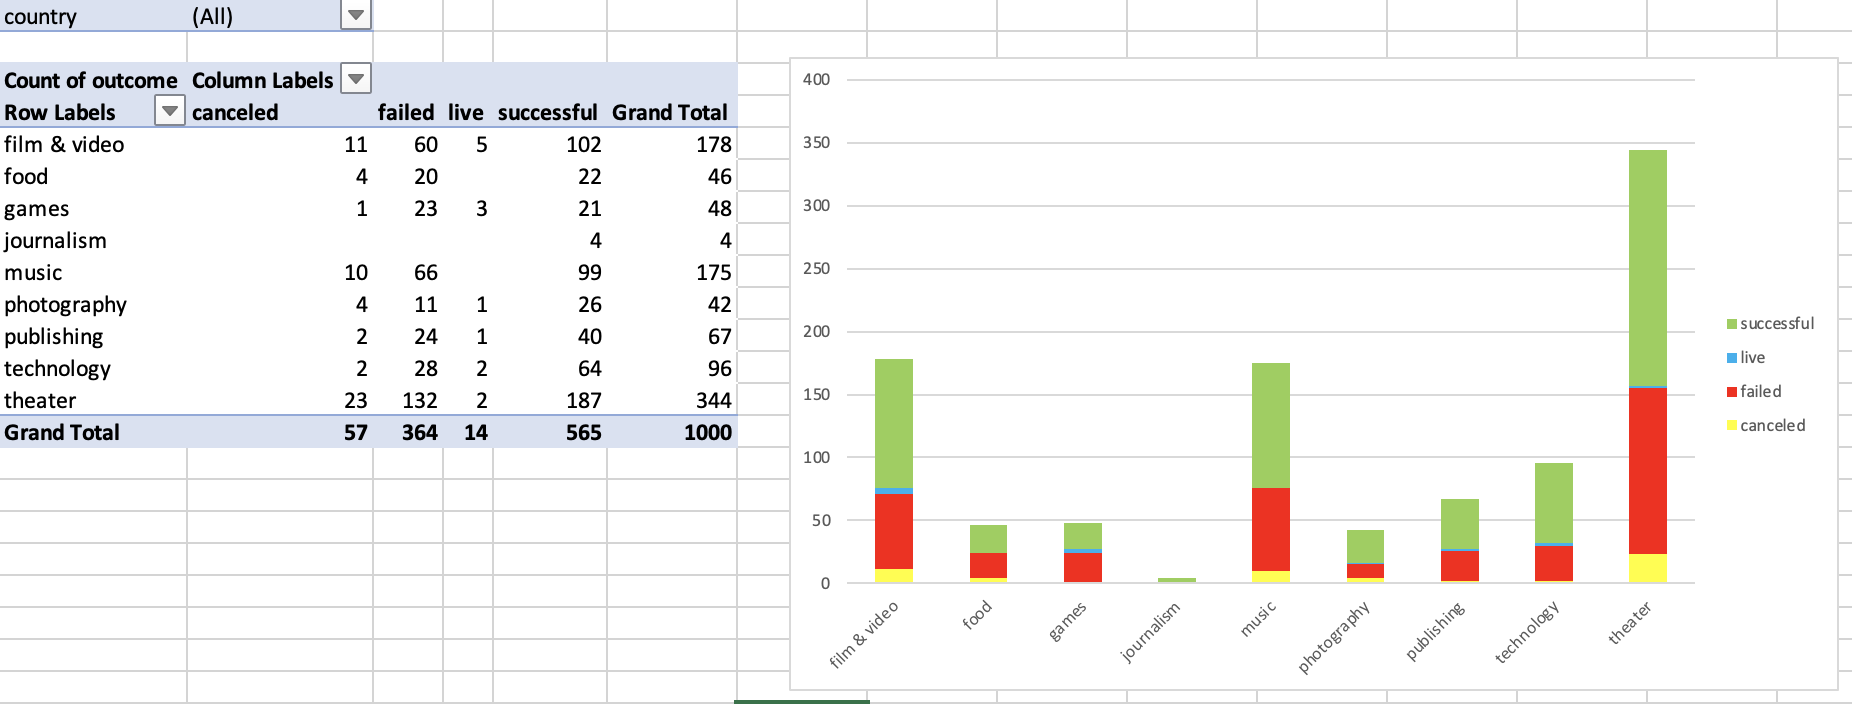 country (All)
Count of outcome Column Labels
Row Labels canceled failed live successful Grand Total
film & video 11 60 5 102 178
food 4 20 22 46
games 1 23 3 21 48
journalism 4 4
music 10 66 99 175
photography 4 11 1 26 42
publishing 2 24 1 40 67
technology 2 28 2 64 96
theater 23 132 2 187 344
Grand Total 57 364 14 565 1000
400
350
300
250
200
150
100
50
0
film & video food games journalism music photography publishing technology theater
successful
live
failed
canceled